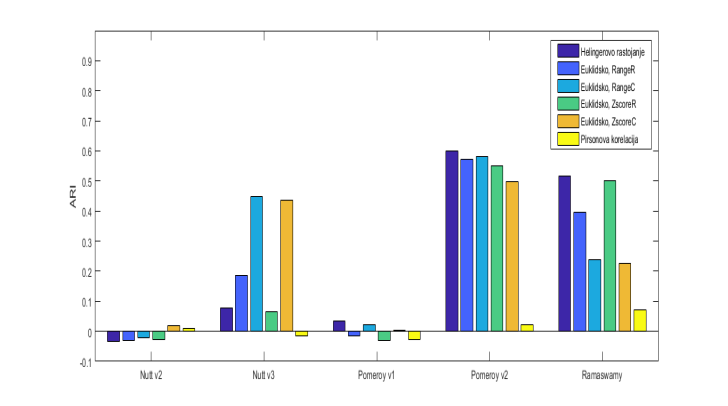 0.9
0.8
0.7
0.6
0.5
0.4
0.3
0.2
0.1
0
-0.1
ARI
Helingerovo rastojanje
Euklidsko, RangeR
Euklidsko, RangeC
Euklidsko, ZscoreR
Euklidsko, ZscoreC
Pirsonova korelacija
Nutt v2
Nutt v3
Pomeroy v1
Pomeroy v2
Ramaswamy